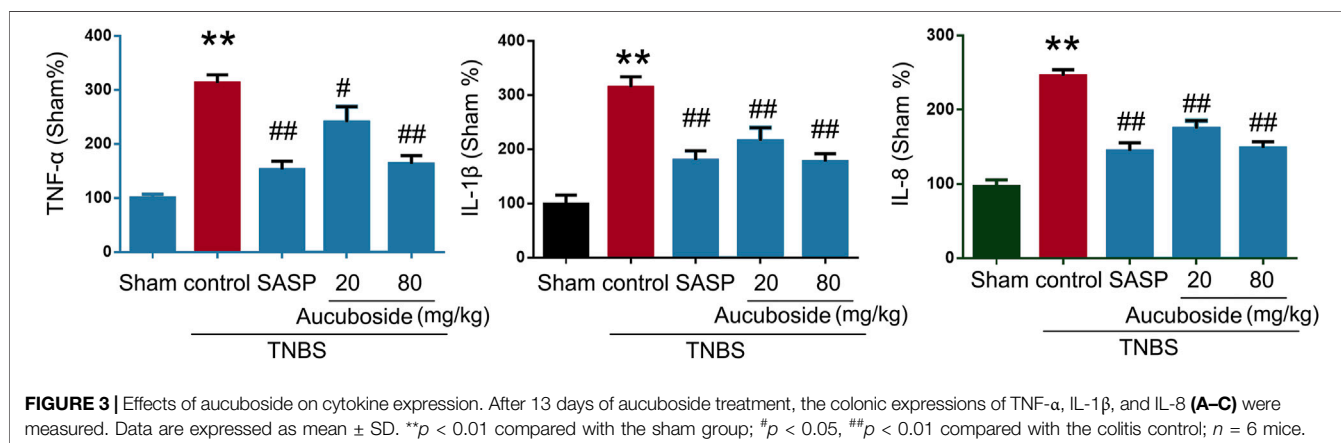 TNF-α (Sham%)
400
300
200
100
0
**
##
#
##
Sham control SASP 20 80
Aucuboside (mg/kg)
TNBS
IL-1β (Sham %)
400
300
200
100
0
**
##
##
##
Sham control SASP 20 80
Aucuboside (mg/kg)
TNBS
IL-8 (Sham %)
300
200
150
100
50
0
**
##
##
##
Sham control SASP 20 80
Aucuboside (mg/kg)
TNBS
FIGURE 3 | Effects of aucuboside on cytokine expression. After 13 days of aucuboside treatment, the colonic expressions of TNF-α, IL-1β, and IL-8 (A–C) were
measured. Data are expressed as mean ± SD. **p < 0.01 compared with the sham group; #p < 0.05, ##p < 0.01 compared with the colitis control; n = 6 mice.